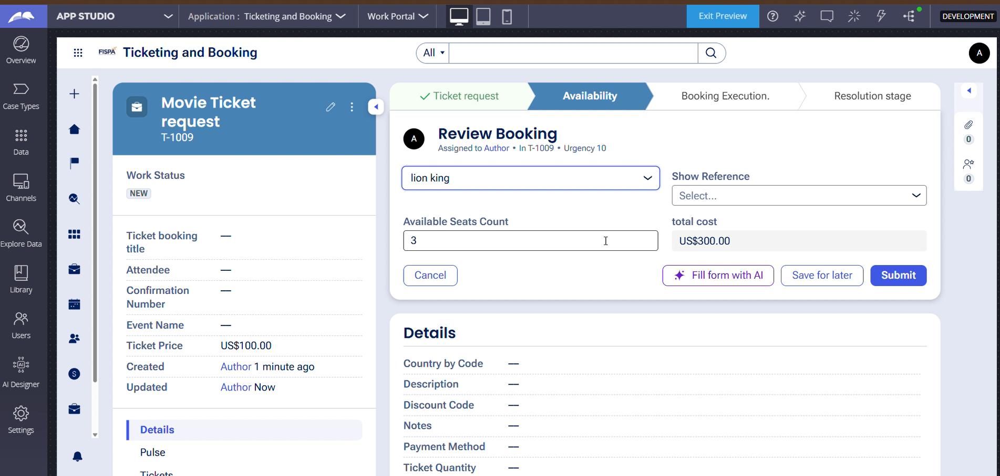 APP STUDIO
Application : Ticketing and Booking
Work Portal
Exit Preview
DEVELOPMENT
Overview
Case Types
Data
Channels
Explore Data
Library
Users
AI
AI Designer
Settings
FISPA
Ticketing and Booking
All
A
S
Movie Ticket
request
T-1009
Work Status
NEW
Ticket booking
title
—
Attendee
—
Confirmation
Number
—
Event Name
—
Ticket Price
US$100.00
Created
Author 1 minute ago
Updated
Author Now
Details
Pulse
Tickets
Ticket request
Availability
Booking Execution.
Resolution stage
A
Review Booking
Assigned to Author • In T-1009 • Urgency 10
lion king
Show Reference
Select...
Available Seats Count
3
total cost
US$300.00
Cancel
Fill form with AI
Save for later
Submit
Details
Country by Code
—
Description
—
Discount Code
—
Notes
—
Payment Method
—
Ticket Quantity
—
0
0